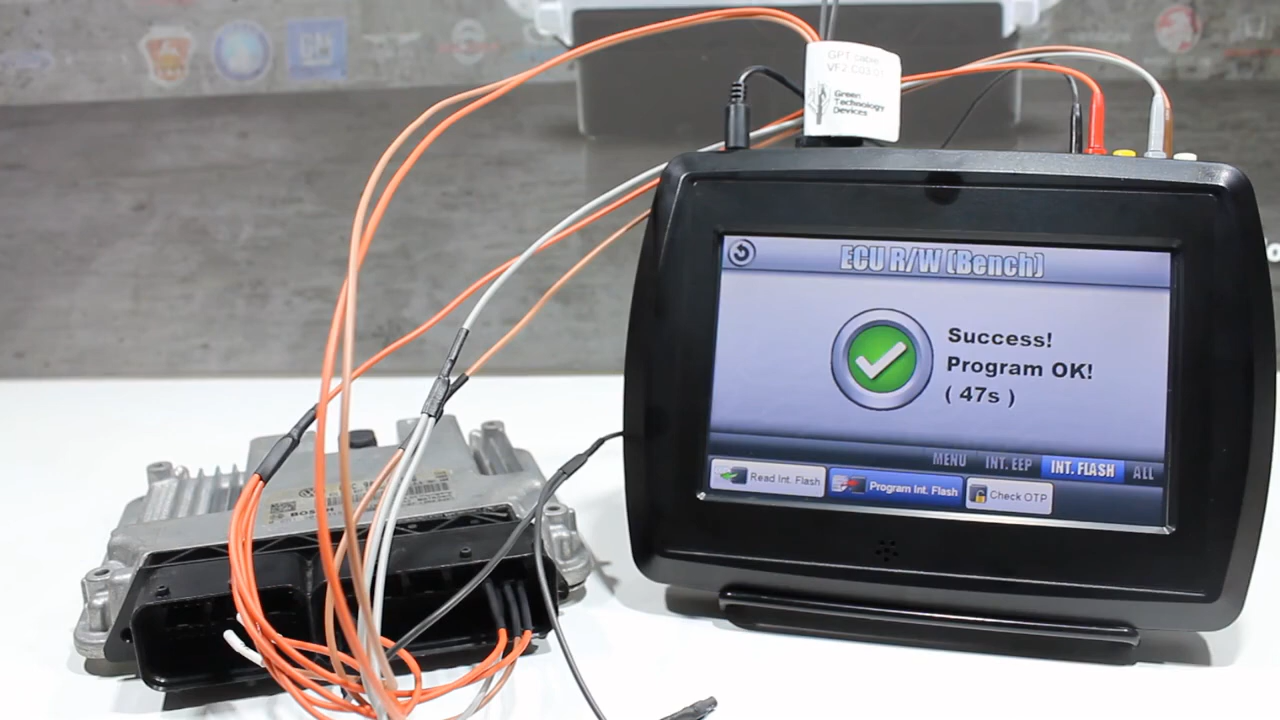 GM
GPT cable
VF2-C03.01
Green
Technology
Devices
ECU R/W (Bench)
Success!
Program OK!
( 47s )
MENU INT. EEP INT. FLASH ALL
Read Int. Flash Program Int. Flash Check OTP
BOSCH